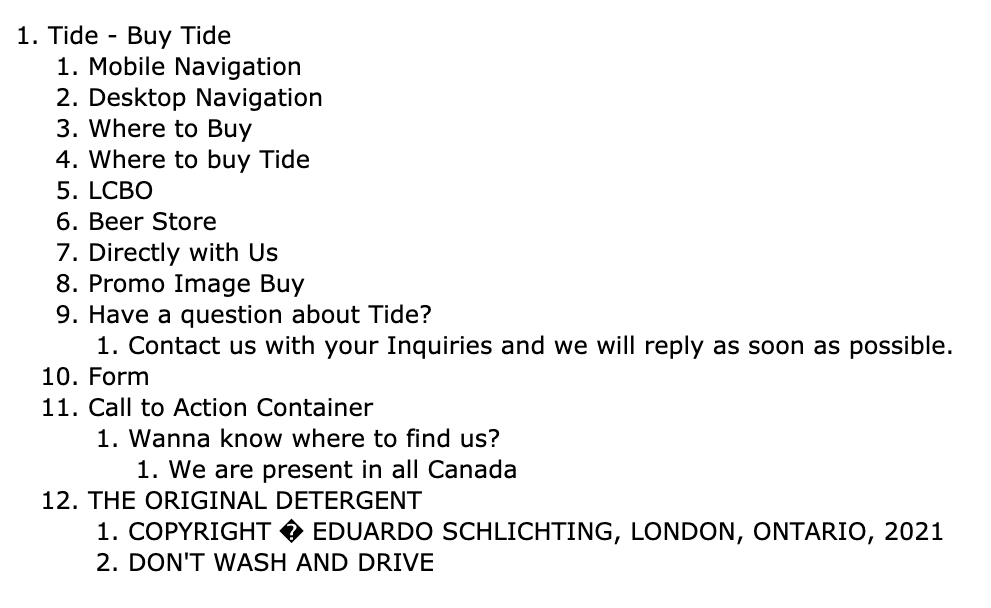 1. Tide - Buy Tide
1. Mobile Navigation
2. Desktop Navigation
3. Where to Buy
4. Where to buy Tide
5. LCBO
6. Beer Store
7. Directly with Us
8. Promo Image Buy
9. Have a question about Tide?
1. Contact us with your Inquiries and we will reply as soon as possible.
10. Form
11. Call to Action Container
1. Wanna know where to find us?
1. We are present in all Canada
12. THE ORIGINAL DETERGENT
1. COPYRIGHT � EDUARDO SCHLICHTING, LONDON, ONTARIO, 2021
2. DON'T WASH AND DRIVE